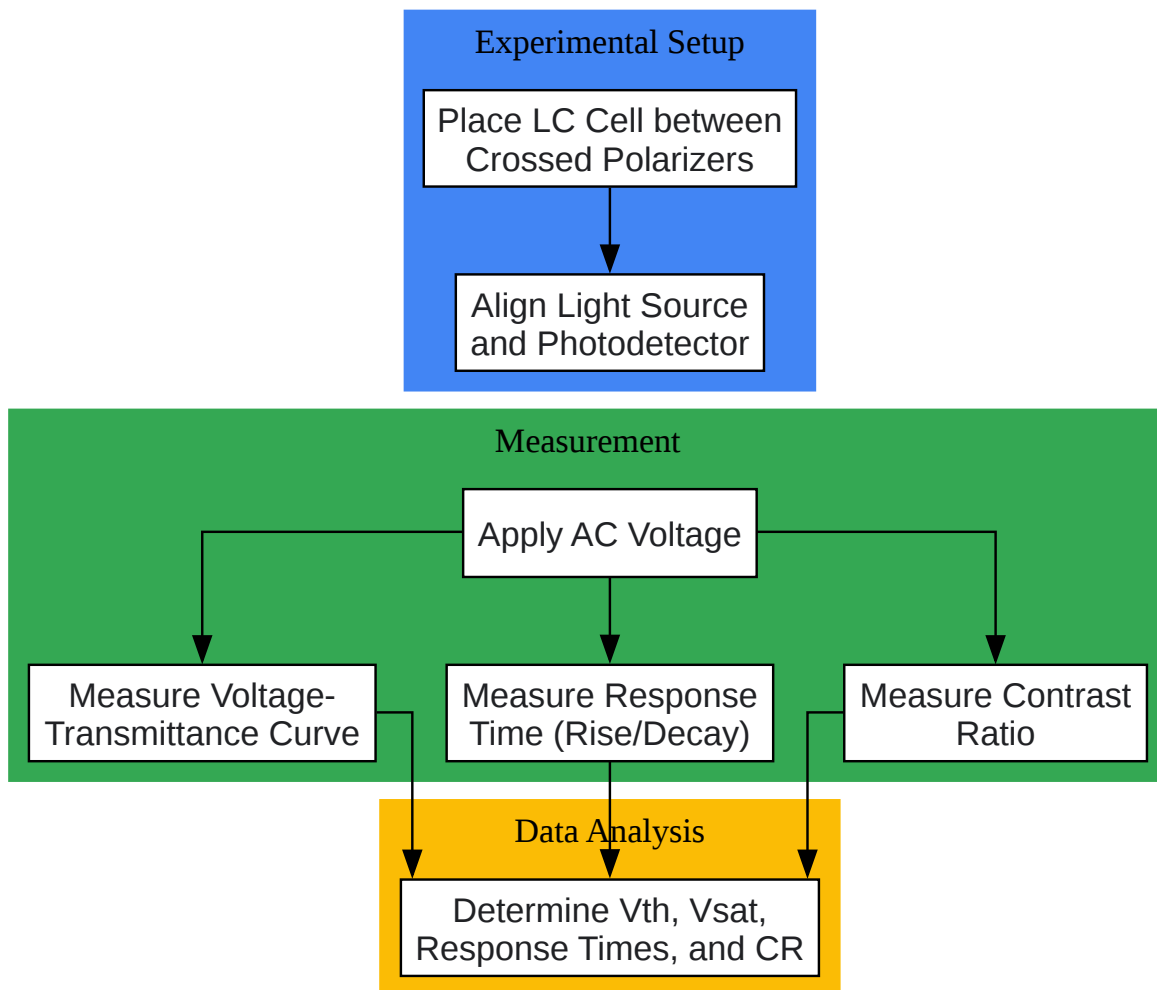 Experimental Setup
Place LC Cell between
Crossed Polarizers
Align Light Source
and Photodetector
Measurement
Apply AC Voltage
Measure Voltage-
Transmittance Curve
Measure Response
Time (Rise/Decay)
Measure Contrast
Ratio
Data Analysis
Determine Vth, Vsat,
Response Times, and CR